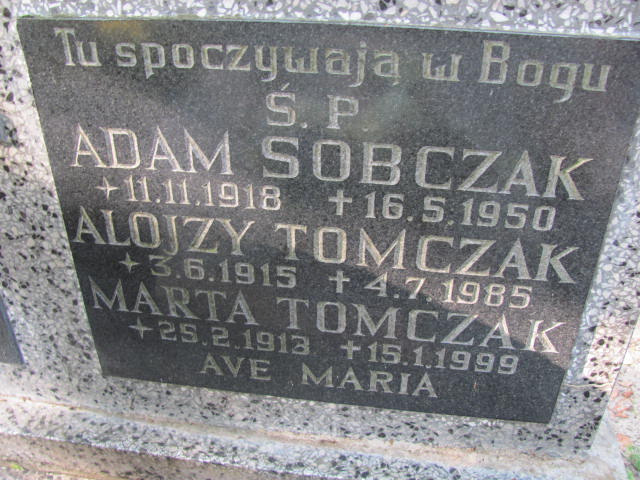 Tu spoczywają w Bogu
Ś. P.
ADAM SOBCZAK
+ 11.11.1918 + 16.5.1950
ALOJZY TOMCZAK
+ 3.6.1915 + 4.7.1985
MARTA TOMCZAK
+ 25.2.1913 + 15.1.1999
AVE MARIA